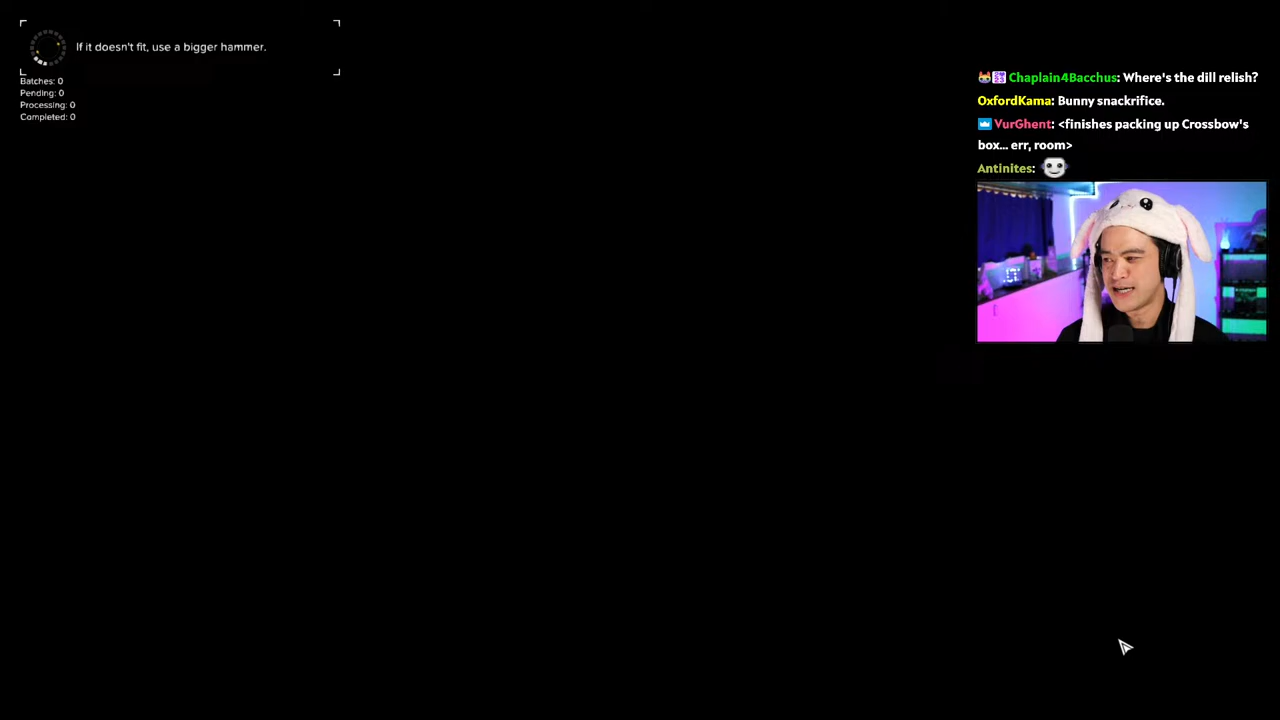 If it doesn't fit, use a bigger hammer.
Batches: 0
Pending: 0
Processing: 0
Completed: 0
Chaplain4Bacchus: Where's the dill relish?
OxfordKama: Bunny snackrifice.
VurGhent: <finishes packing up Crossbow's
box... err, room>
Antinites: